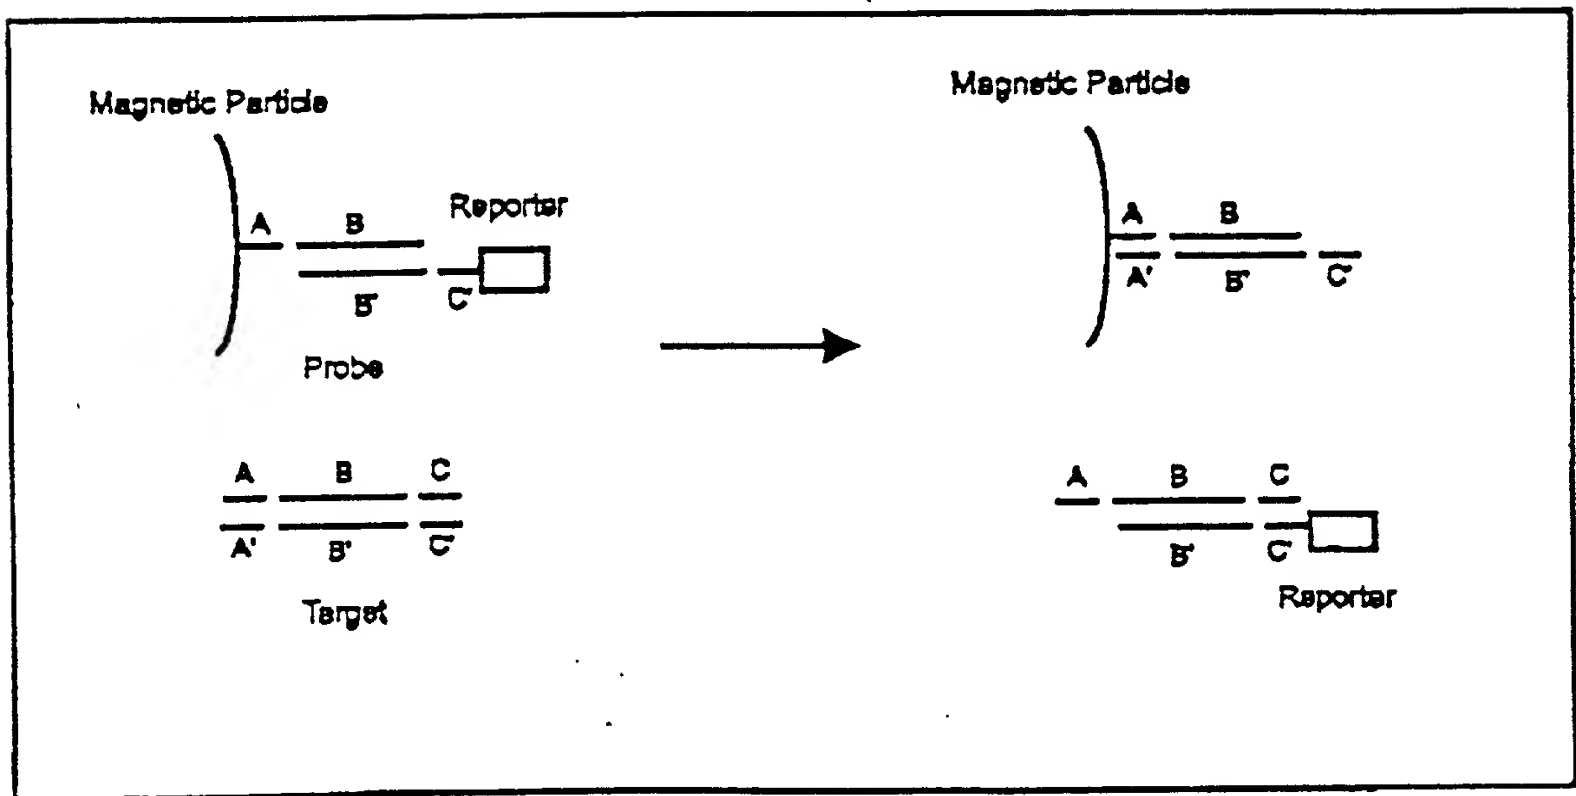 Magnetic Particle
A B Reporter
B' C'
Probe
A B C
A' B' C'
Target
Magnetic Particle
A B
A' B' C'
A B C
B' C'
Reporter